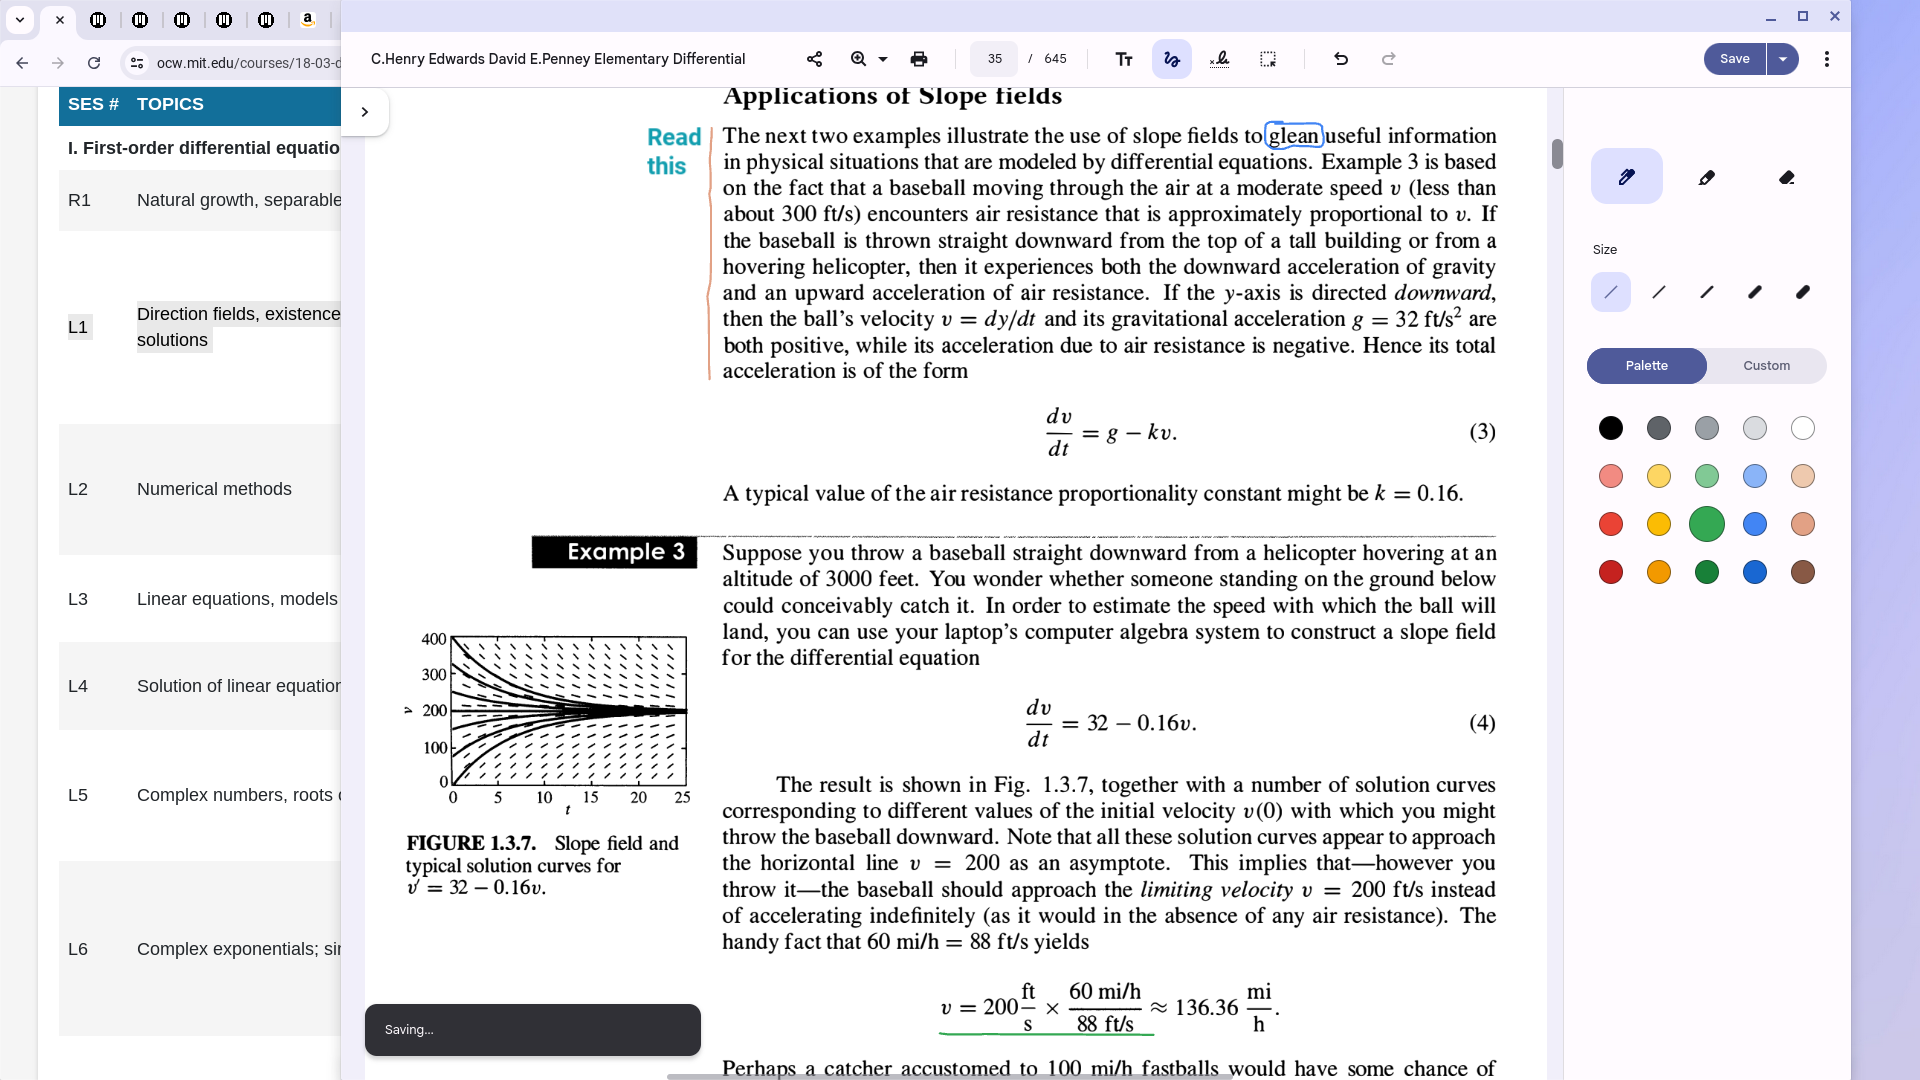 C.Henry Edwards David E.Penney Elementary Differential
35 / 645
Save
ocw.mit.edu/courses/18-03-d
SES # TOPICS
I. First-order differential equatio
R1 Natural growth, separable
L1 Direction fields, existence
solutions
L2 Numerical methods
L3 Linear equations, models
L4 Solution of linear equation
L5 Complex numbers, roots
L6 Complex exponentials; sin
Applications of Slope fields
Read
this
The next two examples illustrate the use of slope fields to glean useful information
in physical situations that are modeled by differential equations. Example 3 is based
on the fact that a baseball moving through the air at a moderate speed v (less than
about 300 ft/s) encounters air resistance that is approximately proportional to v. If
the baseball is thrown straight downward from the top of a tall building or from a
hovering helicopter, then it experiences both the downward acceleration of gravity
and an upward acceleration of air resistance. If the y-axis is directed downward,
then the ball's velocity v = dy/dt and its gravitational acceleration g = 32 ft/s² are
both positive, while its acceleration due to air resistance is negative. Hence its total
acceleration is of the form
dv/dt = g − kv. (3)
A typical value of the air resistance proportionality constant might be k = 0.16.
Example 3
Suppose you throw a baseball straight downward from a helicopter hovering at an
altitude of 3000 feet. You wonder whether someone standing on the ground below
could conceivably catch it. In order to estimate the speed with which the ball will
land, you can use your laptop's computer algebra system to construct a slope field
for the differential equation
dv/dt = 32 − 0.16v. (4)
400
300
v 200
100
0
0 5 10 15 20 25
t
FIGURE 1.3.7. Slope field and
typical solution curves for
v′ = 32 − 0.16v.
The result is shown in Fig. 1.3.7, together with a number of solution curves
corresponding to different values of the initial velocity v(0) with which you might
throw the baseball downward. Note that all these solution curves appear to approach
the horizontal line v = 200 as an asymptote. This implies that—however you
throw it—the baseball should approach the limiting velocity v = 200 ft/s instead
of accelerating indefinitely (as it would in the absence of any air resistance). The
handy fact that 60 mi/h = 88 ft/s yields
v = 200 ft/s × 60 mi/h / 88 ft/s ≈ 136.36 mi/h.
Perhaps a catcher accustomed to 100 mi/h fastballs would have some chance of
Saving...
Size
Palette Custom